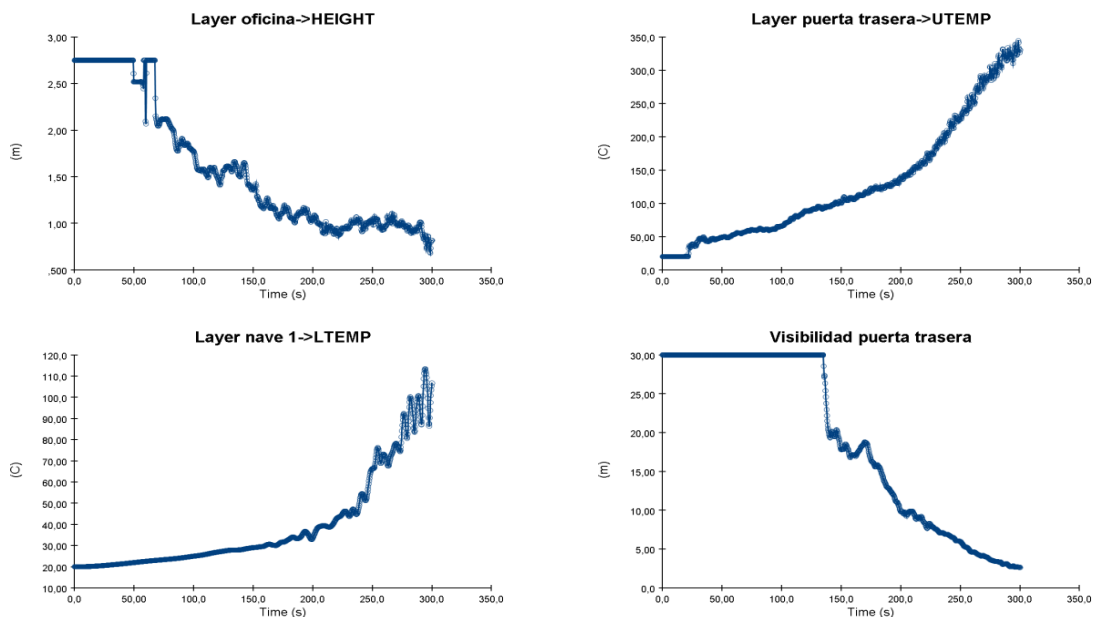 Layer oficina->HEIGHT
3,00
2,50
2,00
1,50
1,00
,500
(m)
0,0 50,00 100,0 150,0 200,0 250,0 300,0 350,0
Time (s)
Layer puerta trasera->UTEMP
350,0
300,0
250,0
200,0
150,0
100,0
50,00
0,0
(C)
0,0 50,00 100,0 150,0 200,0 250,0 300,0 350,0
Time (s)
Layer nave 1->LTEMP
120,0
110,0
100,0
90,00
80,00
70,00
60,00
50,00
40,00
30,00
20,00
10,00
(C)
0,0 50,00 100,0 150,0 200,0 250,0 300,0 350,0
Time (s)
Visibilidad puerta trasera
30,00
25,00
20,00
15,00
10,00
5,00
0,0
(m)
0,0 50,00 100,0 150,0 200,0 250,0 300,0 350,0
Time (s)